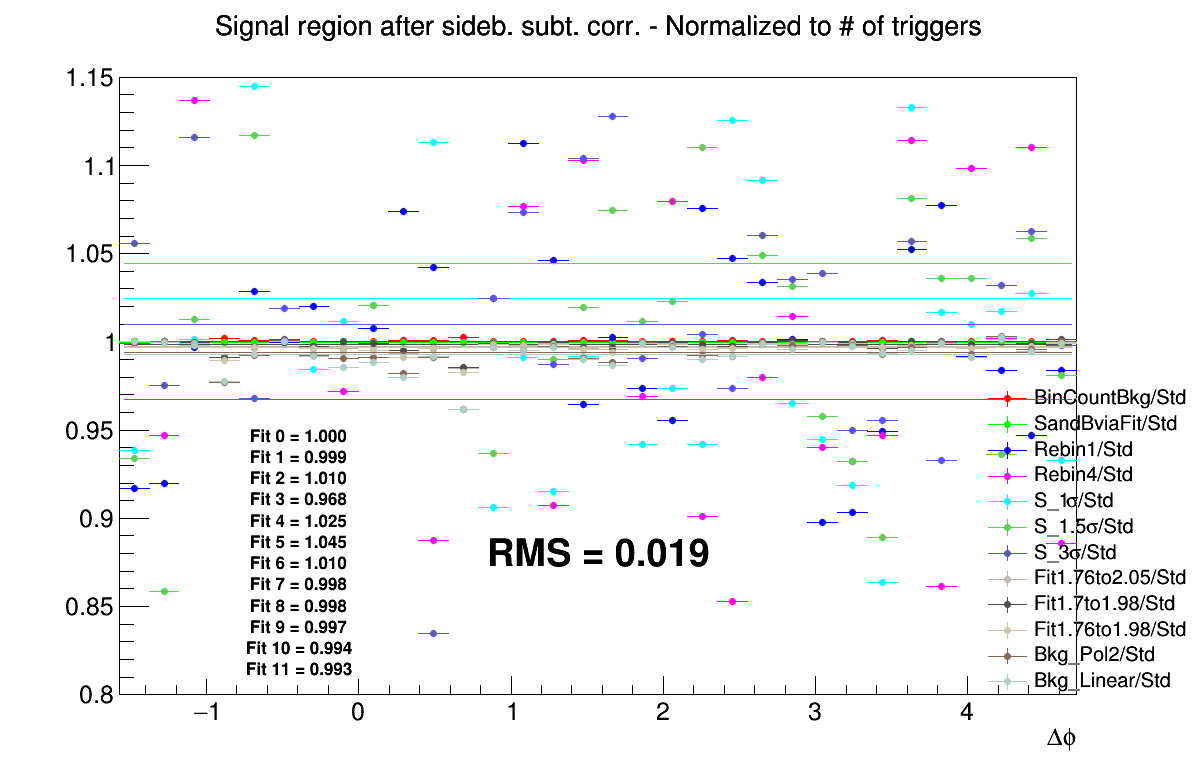 Signal region after sideb. subt. corr. - Normalized to # of triggers
1.15
1.1
1.05
1
0.95
0.9
0.85
0.8
Fit 0 = 1.000
Fit 1 = 0.999
Fit 2 = 1.010
Fit 3 = 0.968
Fit 4 = 1.025
Fit 5 = 1.045
Fit 6 = 1.010
Fit 7 = 0.998
Fit 8 = 0.998
Fit 9 = 0.997
Fit 10 = 0.994
Fit 11 = 0.993
RMS = 0.019
BinCountBkg/Std
SandBviaFit/Std
Rebin1/Std
Rebin4/Std
S_1σ/Std
S_1.5σ/Std
S_3σ/Std
Fit1.76to2.05/Std
Fit1.7to1.98/Std
Fit1.76to1.98/Std
Bkg_Pol2/Std
Bkg_Linear/Std
−1 0 1 2 3 4
Δϕ